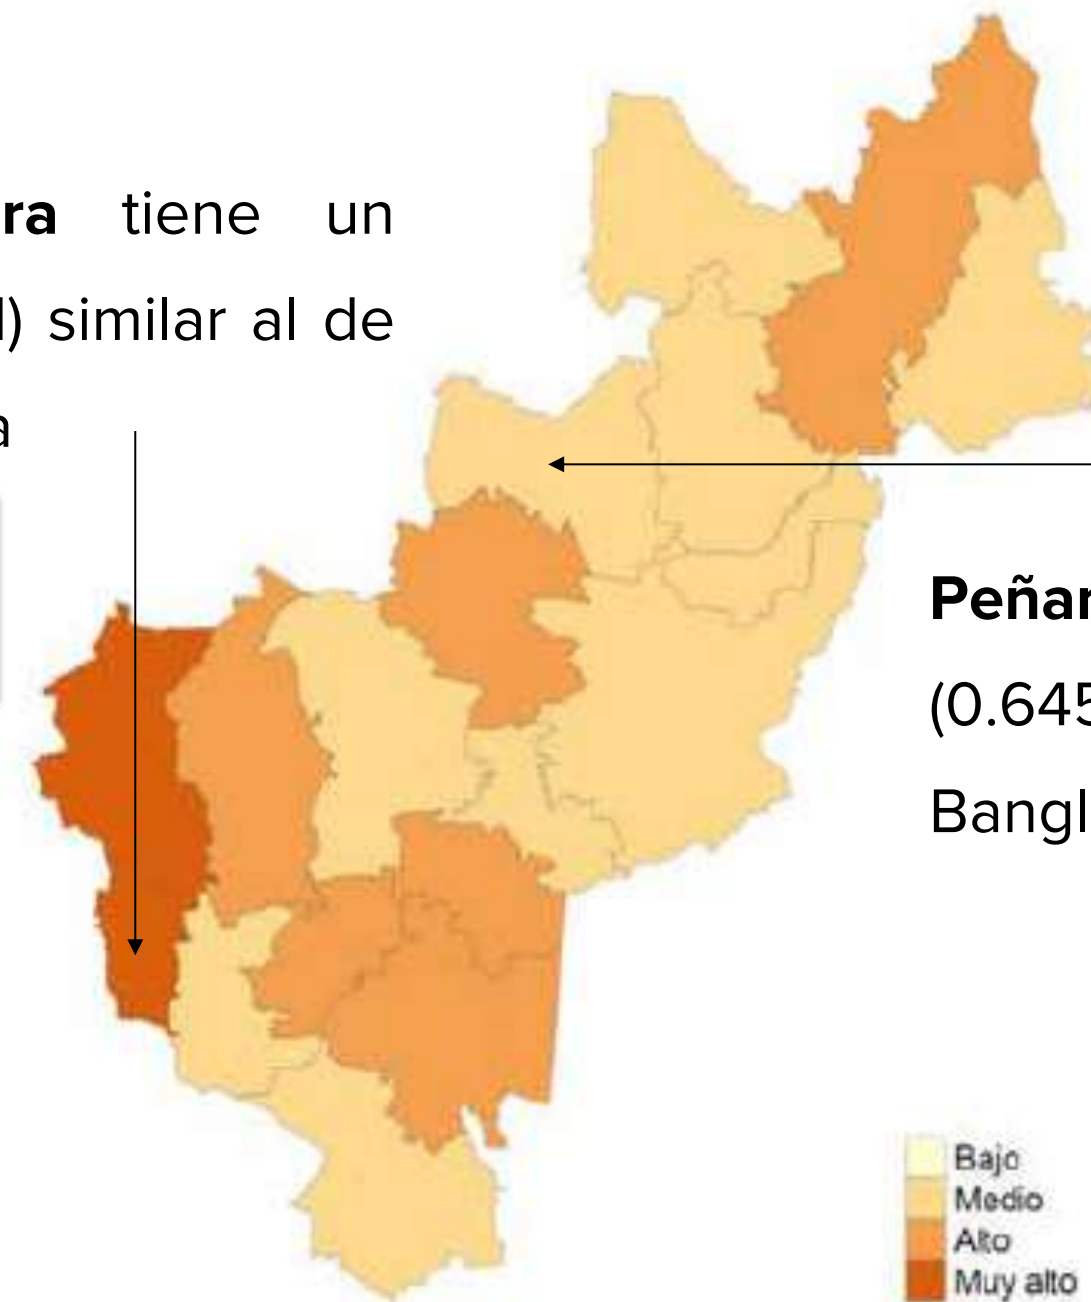 ra tiene un
) similar al de
a
Peñar
(0.645
Bangl
Bajo
Medio
Alto
Muy alto